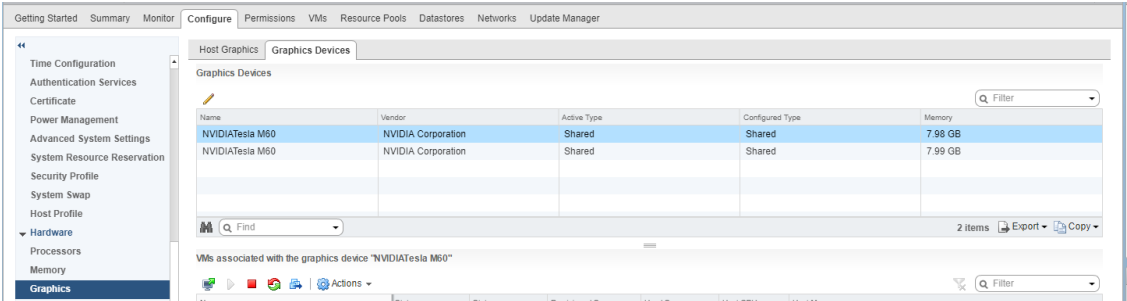 Getting Started Summary Monitor Configure Permissions VMs Resource Pools Datastores Networks Update Manager
Time Configuration
Authentication Services
Certificate
Power Management
Advanced System Settings
System Resource Reservation
Security Profile
System Swap
Host Profile
Hardware
Processors
Memory
Graphics
Host Graphics Graphics Devices
Graphics Devices
Filter
Name Vendor Active Type Configured Type Memory
NVIDIATesla M60 NVIDIA Corporation Shared Shared 7.98 GB
NVIDIATesla M60 NVIDIA Corporation Shared Shared 7.99 GB
Find 2 items Export Copy
VMs associated with the graphics device "NVIDIATesla M60"
Actions Filter